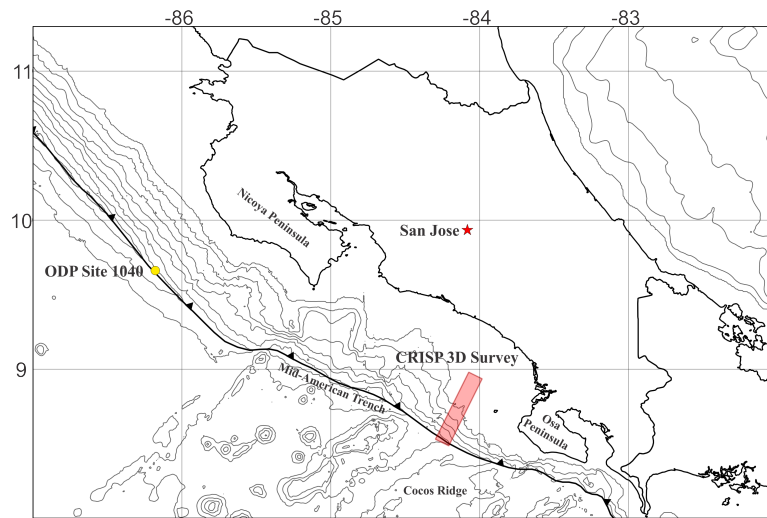 -86 -85 -84 -83
11
Nicoya Peninsula
10
San Jose
ODP Site 1040
CRISP 3D Survey
9
Mid-American Trench
Osa
Peninsula
Cocos Ridge
8